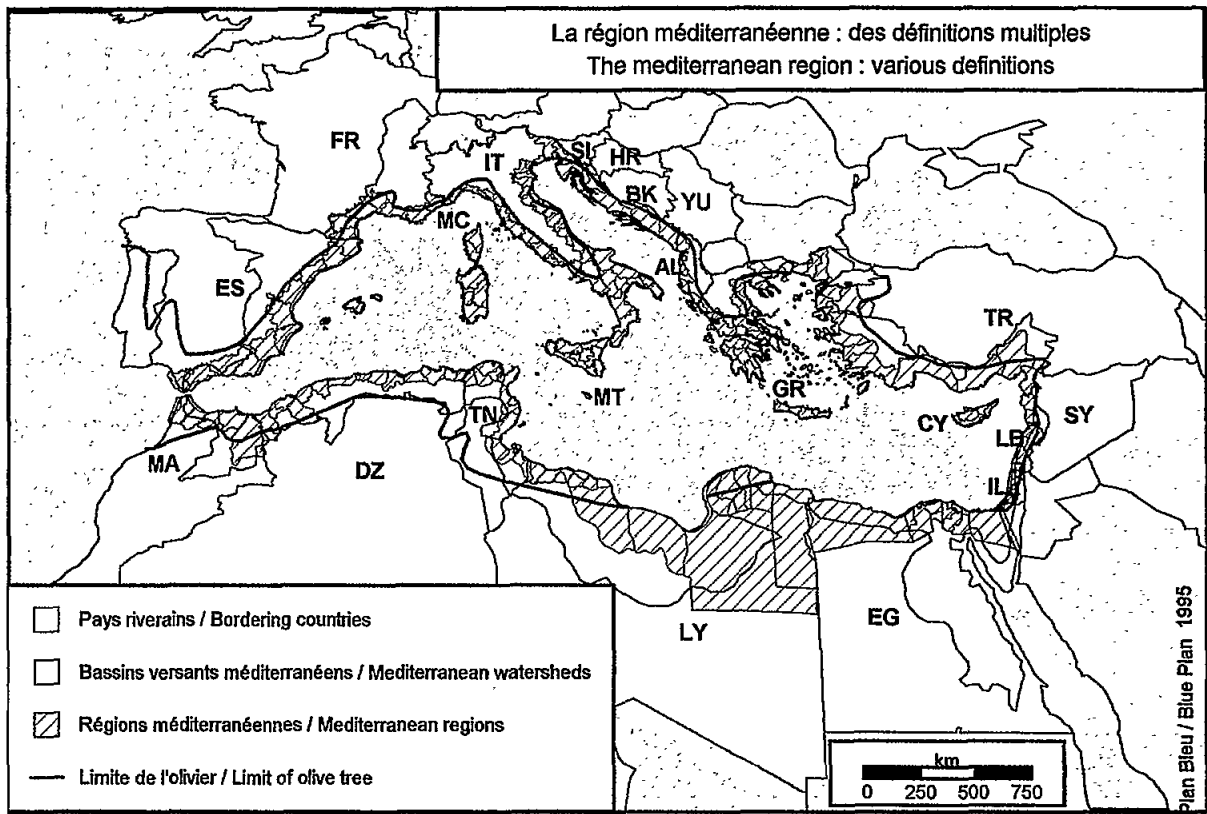 La région méditerranéenne : des définitions multiples
The mediterranean region : various definitions
FR
IT
SI
HR
BK
YU
MC
ES
AL
TR
GR
MT
CY
SY
LB
TN
MA
DZ
IL
LY
EG
Pays riverains / Bordering countries
Bassins versants méditerranéens / Mediterranean watersheds
Régions méditerranéennes / Mediterranean regions
Limite de l'olivier / Limit of olive tree
km
0 250 500 750
Plan Bleu / Blue Plan 1995